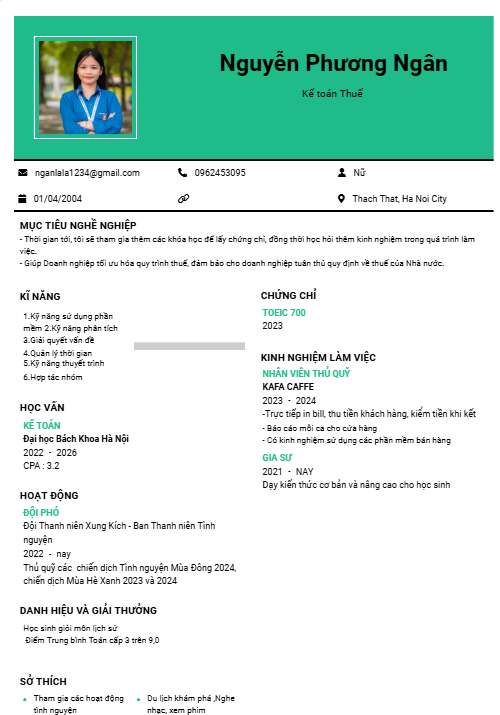 Nguyễn Phương Ngân
Kế toán Thuế
nganlala1234@gmail.com
0962453095
Nữ
01/04/2004
Thach That, Ha Noi City
MỤC TIÊU NGHỀ NGHIỆP
- Thời gian tới, tôi sẽ tham gia thêm các khóa học để lấy chứng chỉ, đồng thời học hỏi thêm kinh nghiệm trong quá trình làm
việc.
- Giúp Doanh nghiệp tối ưu hóa quy trình thuế, đảm bảo cho doanh nghiệp tuân thủ quy định về thuế của Nhà nước.
KĨ NĂNG
1.Kỹ năng sử dụng phần
mềm 2.Kỹ năng phân tích
3.Giải quyết vấn đề
4.Quản lý thời gian
5.Kỹ năng thuyết trình
6.Hợp tác nhóm
HỌC VẤN
KẾ TOÁN
Đại học Bách Khoa Hà Nội
2022 - 2026
CPA : 3.2
HOẠT ĐỘNG
ĐỘI PHÓ
Đội Thanh niên Xung Kích - Ban Thanh niên Tình
nguyện
2022 - nay
Thủ quỹ các chiến dịch Tình nguyện Mùa Đông 2024,
chiến dịch Mùa Hè Xanh 2023 và 2024
DANH HIỆU VÀ GIẢI THƯỞNG
Học sinh giỏi môn lịch sử
Điểm Trung bình Toán cấp 3 trên 9,0
SỞ THÍCH
Tham gia các hoạt động
tình nguyện
Du lịch khám phá ,Nghe
nhạc, xem phim
CHỨNG CHỈ
TOEIC 700
2023
KINH NGHIỆM LÀM VIỆC
NHÂN VIÊN THỦ QUỸ
KAFA CAFFE
2023 - 2024
-Trực tiếp in bill, thu tiền khách hàng, kiểm tiền khi kết
- Báo cáo mỗi ca cho cửa hàng
- Có kinh nghiệm sử dụng các phần mềm bán hàng
GIA SƯ
2021 - NAY
Dạy kiến thức cơ bản và nâng cao cho học sinh